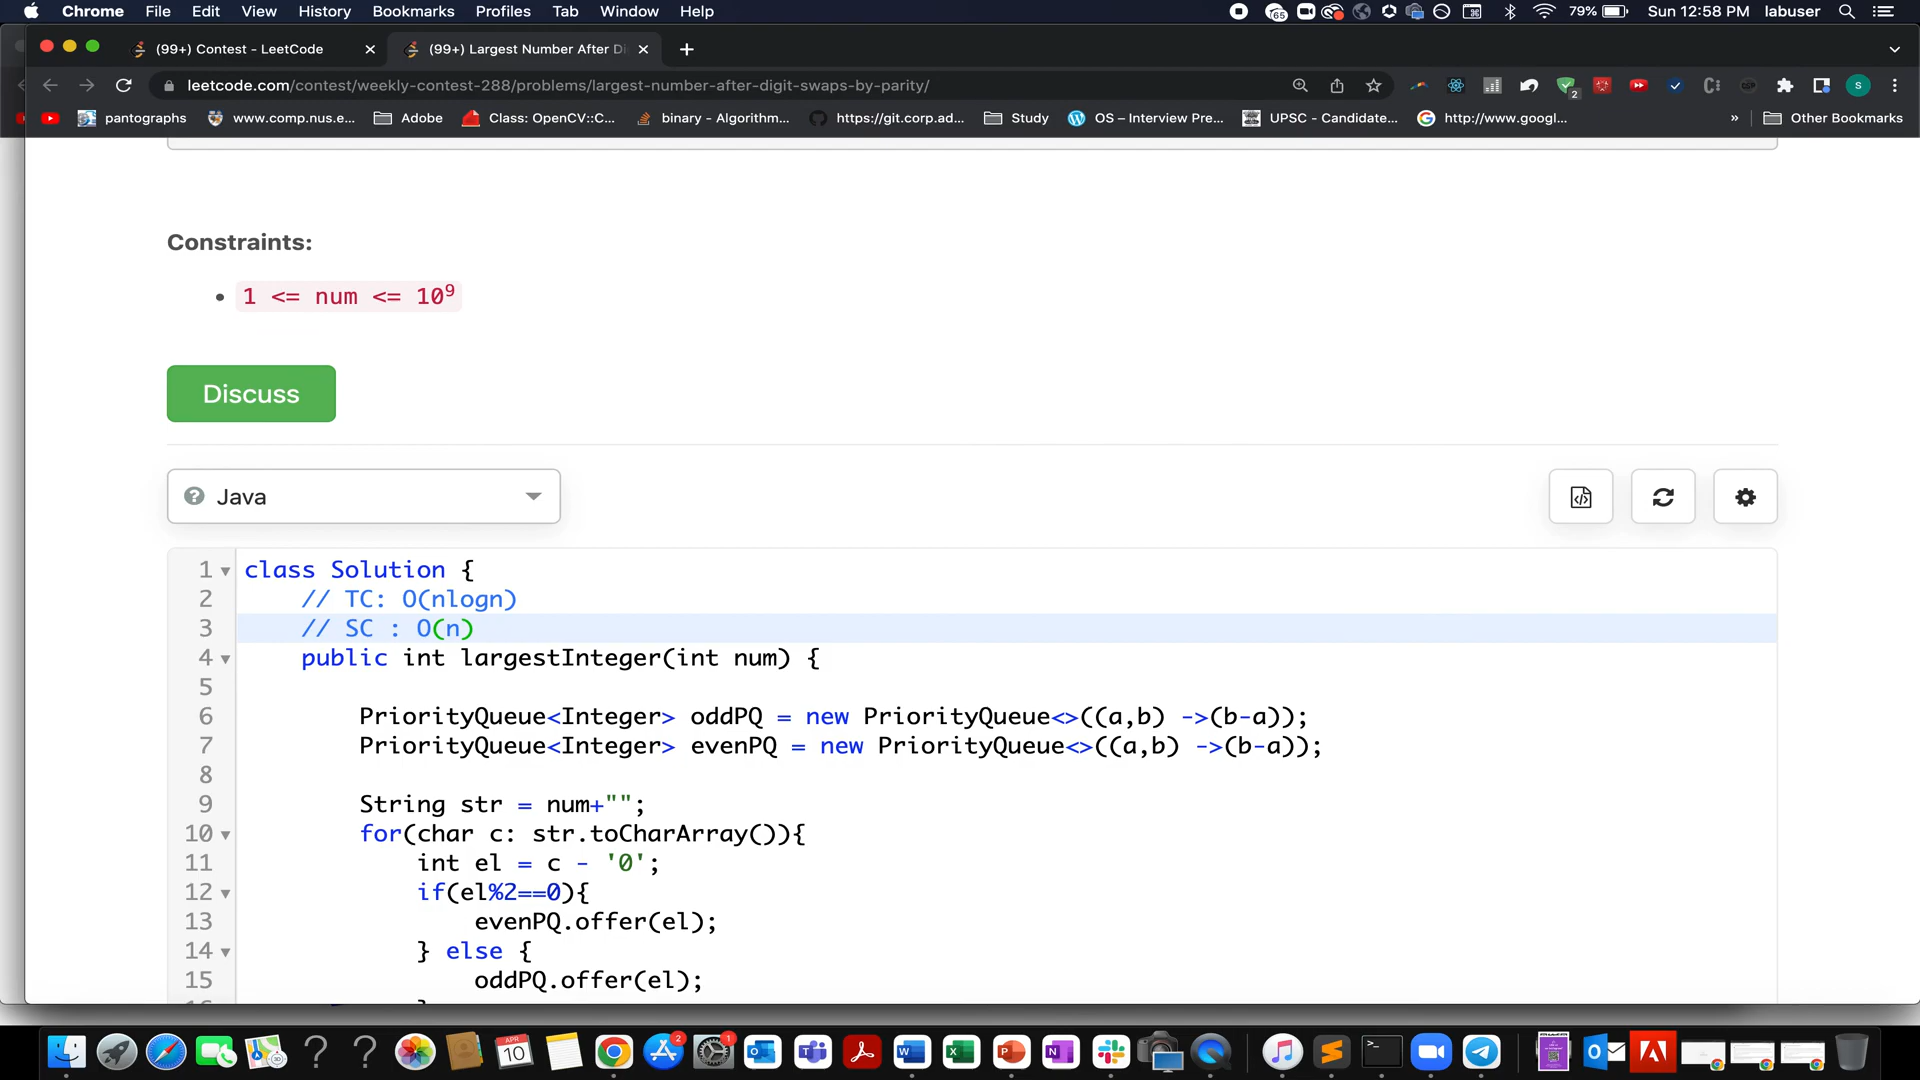 Chrome File Edit View History Bookmarks Profiles Tab Window Help 65 79% Sun 12:58 PM labuser
(99+) Contest - LeetCode (99+) Largest Number After Di
leetcode.com/contest/weekly-contest-288/problems/largest-number-after-digit-swaps-by-parity/ 2 S
pantographs www.comp.nus.e... Adobe Class: OpenCV::C... binary - Algorithm... https://git.corp.ad... Study OS – Interview Pre... UPSC - Candidate... http://www.googl... » Other Bookmarks
Constraints:
1 <= num <= 10⁹
Discuss
Java
1 class Solution {
2 // TC: O(nlogn)
3 // SC : O(n)
4 public int largestInteger(int num) {
5
6 PriorityQueue<Integer> oddPQ = new PriorityQueue<>((a,b) ->(b-a));
7 PriorityQueue<Integer> evenPQ = new PriorityQueue<>((a,b) ->(b-a));
8
9 String str = num+"";
10 for(char c: str.toCharArray()){
11 int el = c - '0';
12 if(el%2==0){
13 evenPQ.offer(el);
14 } else {
15 oddPQ.offer(el);
APR 10 2 1